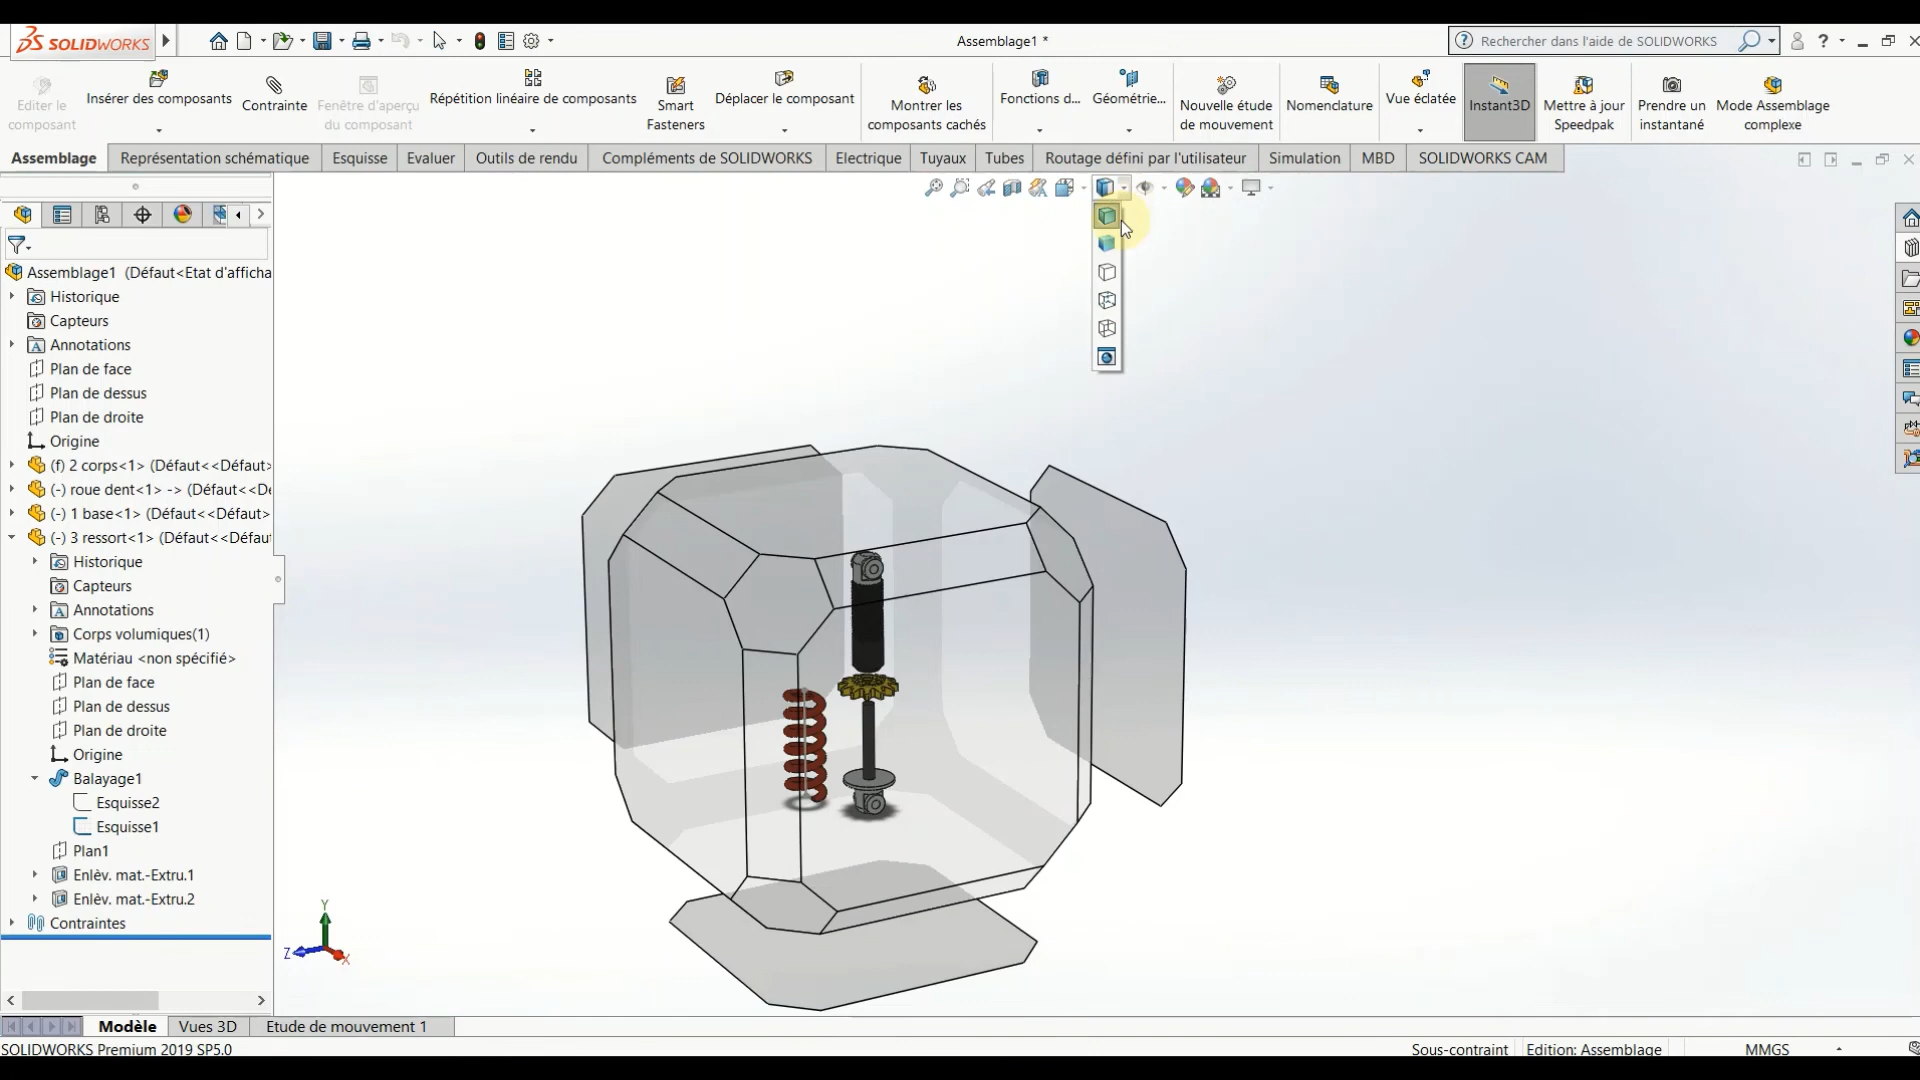 SOLIDWORKS
Assemblage1 *
Rechercher dans l'aide de SOLIDWORKS
?
Editer le
composant
Insérer des composants
Contrainte
Fenêtre d'aperçu
du composant
Répétition linéaire de composants
Smart
Fasteners
Déplacer le composant
Montrer les
composants cachés
Fonctions d...
Géométrie...
Nouvelle étude
de mouvement
Nomenclature
Vue éclatée
Instant3D
Mettre à jour
Speedpak
Prendre un
instantané
Mode Assemblage
complexe
Assemblage
Représentation schématique
Esquisse
Evaluer
Outils de rendu
Compléments de SOLIDWORKS
Electrique
Tuyaux
Tubes
Routage défini par l'utilisateur
Simulation
MBD
SOLIDWORKS CAM
Assemblage1 (Défaut<Etat d'afficha
Historique
Capteurs
Annotations
Plan de face
Plan de dessus
Plan de droite
Origine
(f) 2 corps<1> (Défaut<<Défaut>
(-) roue dent<1> -> (Défaut<<De
(-) 1 base<1> (Défaut<<Défaut>
(-) 3 ressort<1> (Défaut<<Défau
Historique
Capteurs
Annotations
Corps volumiques(1)
Matériau <non spécifié>
Plan de face
Plan de dessus
Plan de droite
Origine
Balayage1
Esquisse2
Esquisse1
Plan1
Enlèv. mat.-Extru.1
Enlèv. mat.-Extru.2
Contraintes
Y
Z
X
Modèle
Vues 3D
Etude de mouvement 1
SOLIDWORKS Premium 2019 SP5.0
Sous-contraint
Edition: Assemblage
MMGS